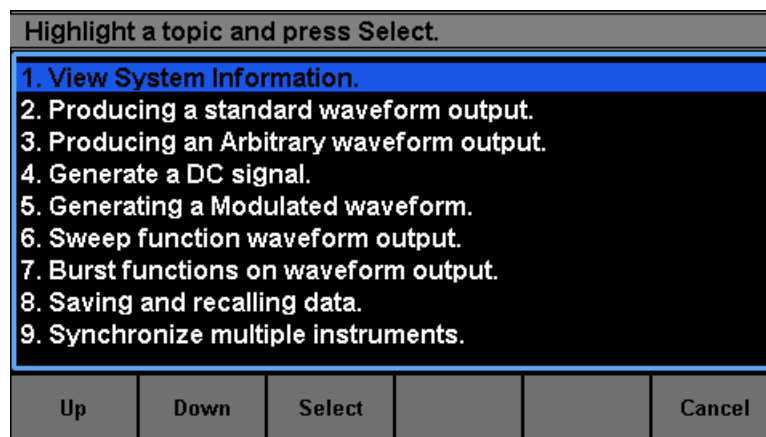 Highlight a topic and press Select.
1. View System Information.
2. Producing a standard waveform output.
3. Producing an Arbitrary waveform output.
4. Generate a DC signal.
5. Generating a Modulated waveform.
6. Sweep function waveform output.
7. Burst functions on waveform output.
8. Saving and recalling data.
9. Synchronize multiple instruments.
Up Down Select Cancel